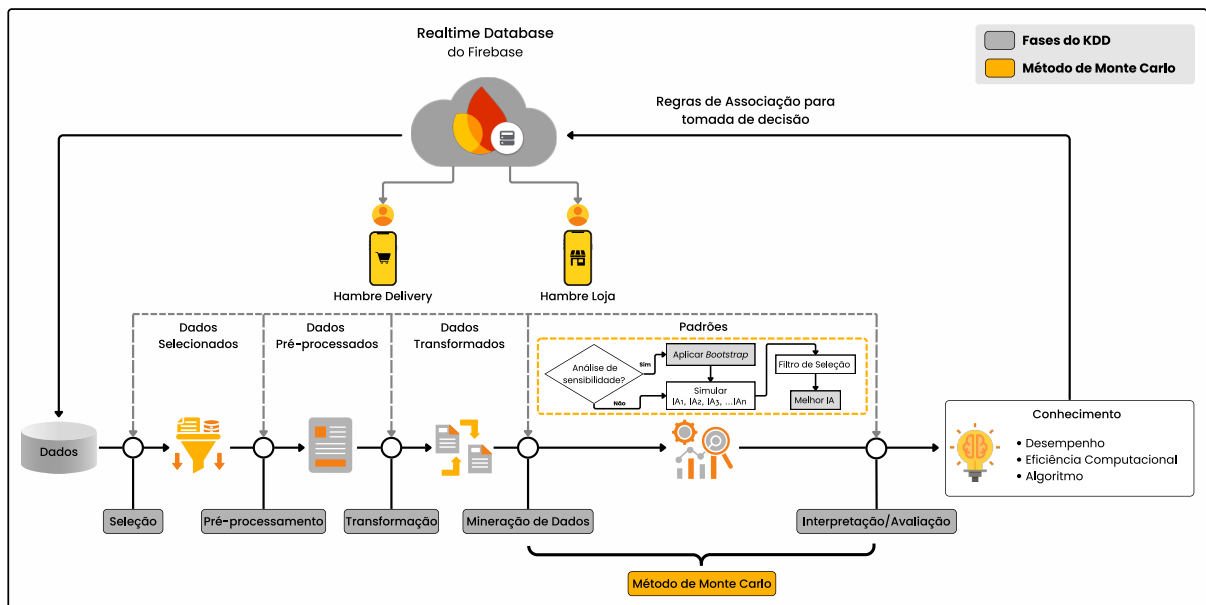 Realtime Database
do Firebase
Fases do KDD
Método de Monte Carlo
Regras de Associação para
tomada de decisão
Hambre Delivery
Hambre Loja
Dados
Selecionados
Dados
Pré-processados
Dados
Transformados
Padrões
Análise de
sensibilidade?
Sim
Não
Aplicar Bootstrap
Simular
IA1, IA2, IA3, ...IAn
Filtro de Seleção
Melhor IA
Dados
Conhecimento
• Desempenho
• Eficiência Computacional
• Algoritmo
Seleção
Pré-processamento
Transformação
Mineração de Dados
Interpretação/Avaliação
Método de Monte Carlo